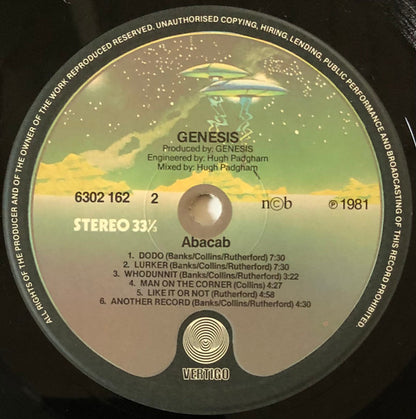 ALL RIGHTS OF THE PRODUCER AND OF THE OWNER OF THE WORK REPRODUCED RESERVED. UNAUTHORISED COPYING, HIRING, LENDING, PUBLIC PERFORMANCE AND BROADCASTING OF THIS RECORD PROHIBITED
GENESIS
Produced by: GENESIS
Engineered by: Hugh Padgham
Mixed by: Hugh Padgham
6302 162 2 n©b ℗ 1981
STEREO 33⅓
Abacab
1. DODO (Banks/Collins/Rutherford) 7:30
2. LURKER (Banks/Collins/Rutherford) 7:30
3. WHODUNNIT (Banks/Collins/Rutherford) 3:22
4. MAN ON THE CORNER (Collins) 4:27
5. LIKE IT OR NOT (Rutherford) 4:58
6. ANOTHER RECORD (Banks/Collins/Rutherford) 4:30
VERTIGO